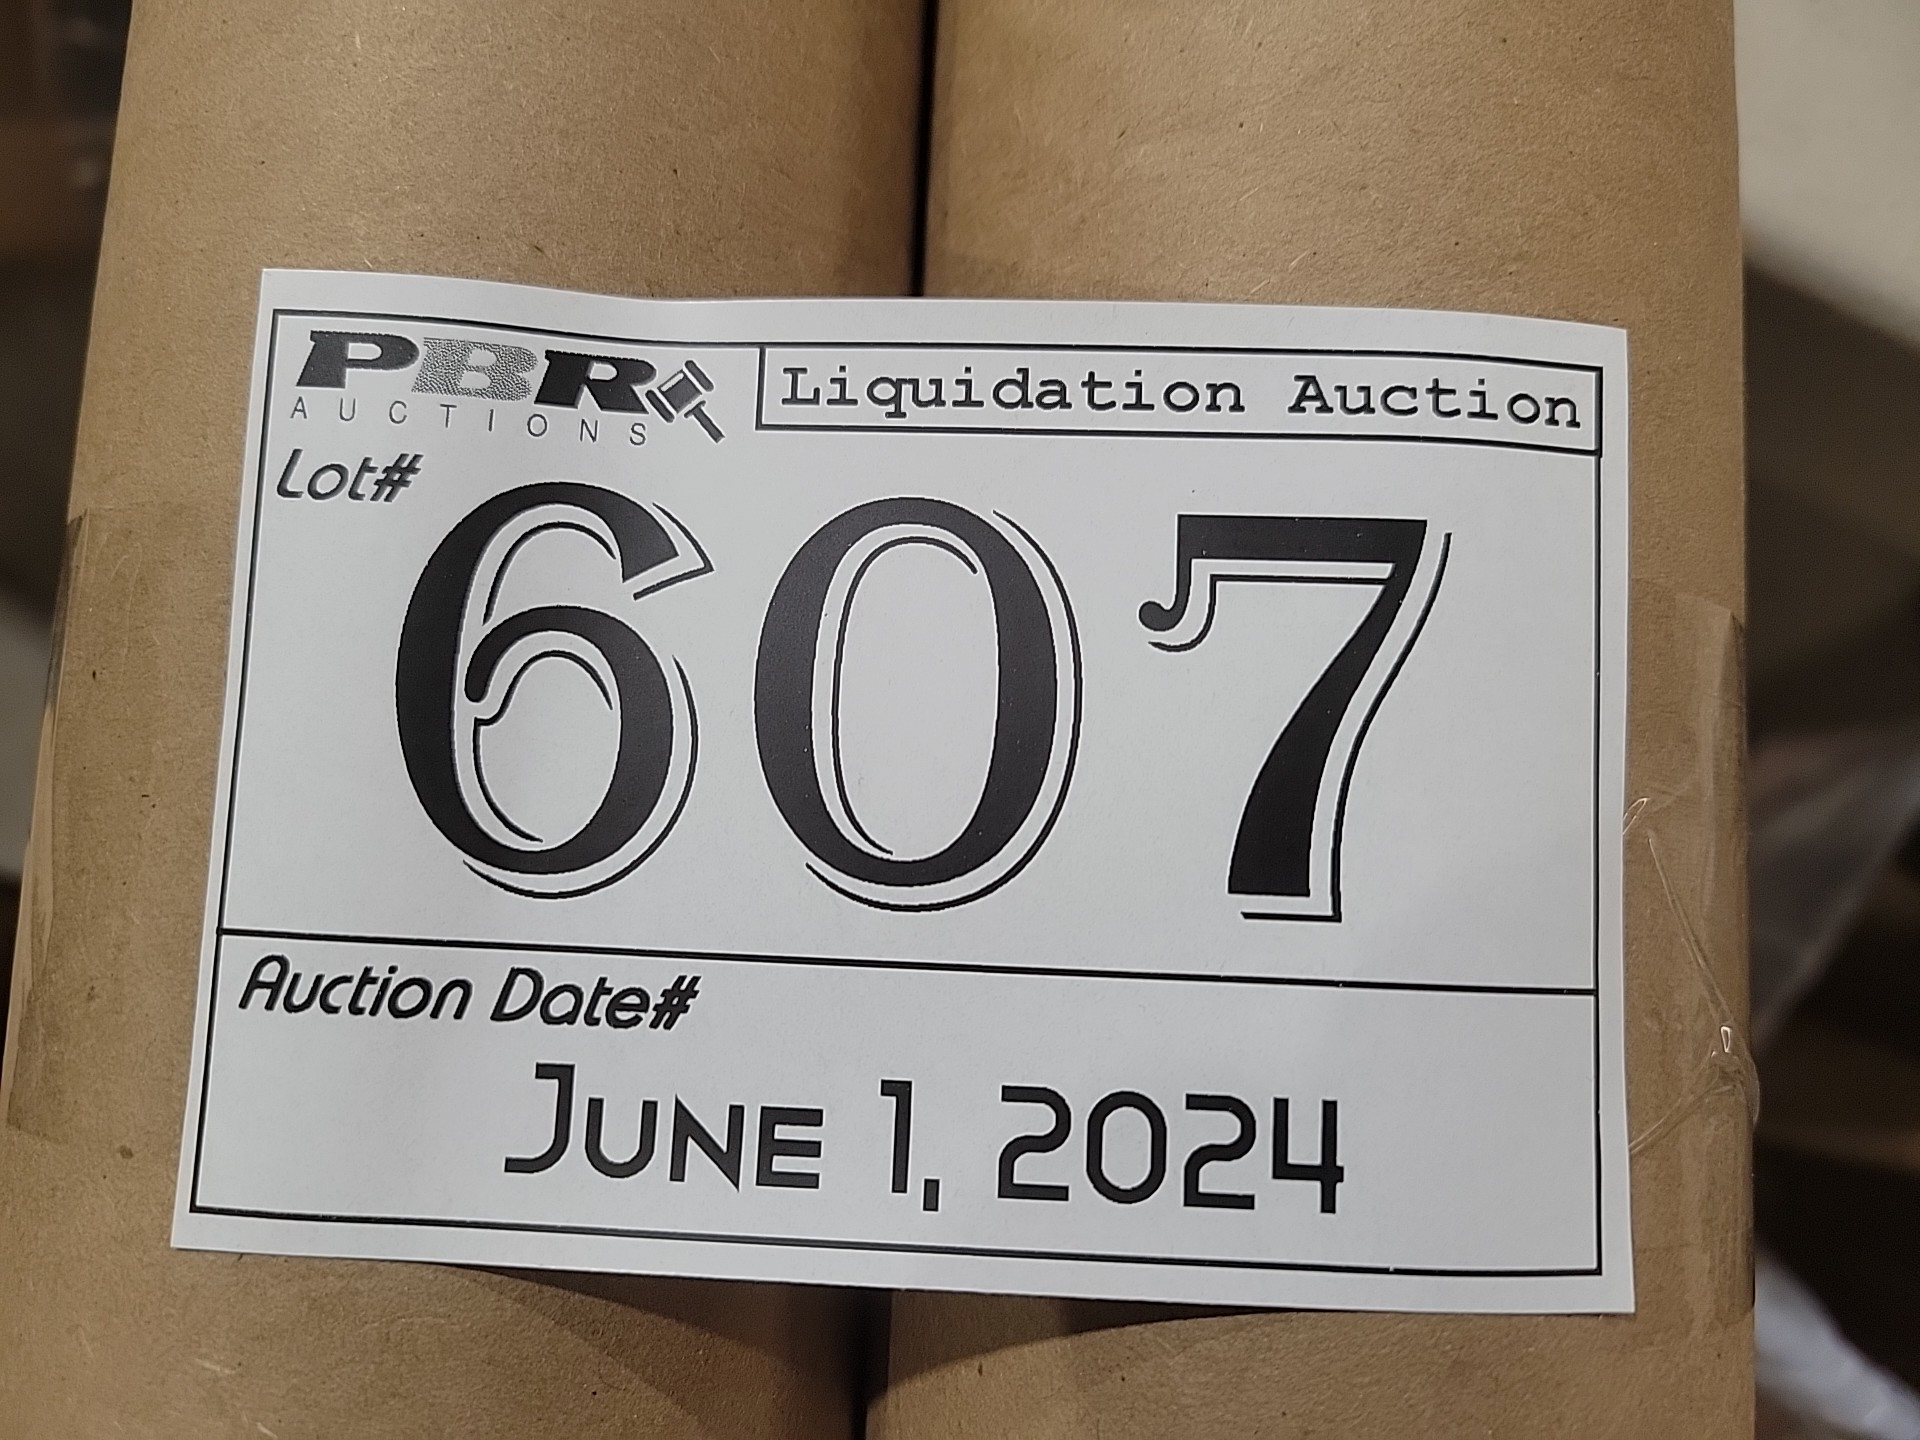 PBR
AUCTIONS
Liquidation Auction
Lot#
607
Auction Date#
JUNE 1, 2024